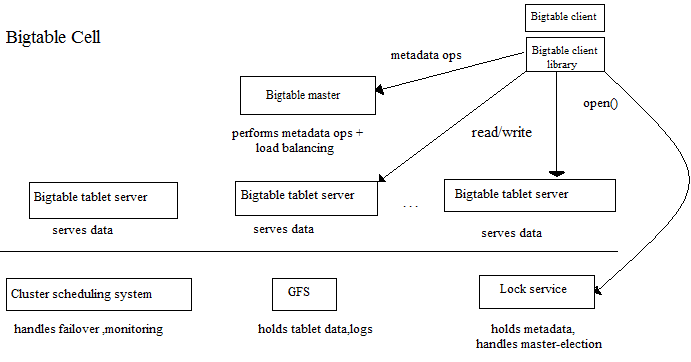 Bigtable client
Bigtable Cell
Bigtable client
library
metadata ops
Bigtable master
open()
performs metadata ops +
load balancing
read/write
Bigtable tablet server
Bigtable tablet server
...
Bigtable tablet server
serves data
serves data
serves data
Cluster scheduling system
GFS
Lock service
handles failover ,monitoring
holds tablet data,logs
holds metadata,
handles master-election